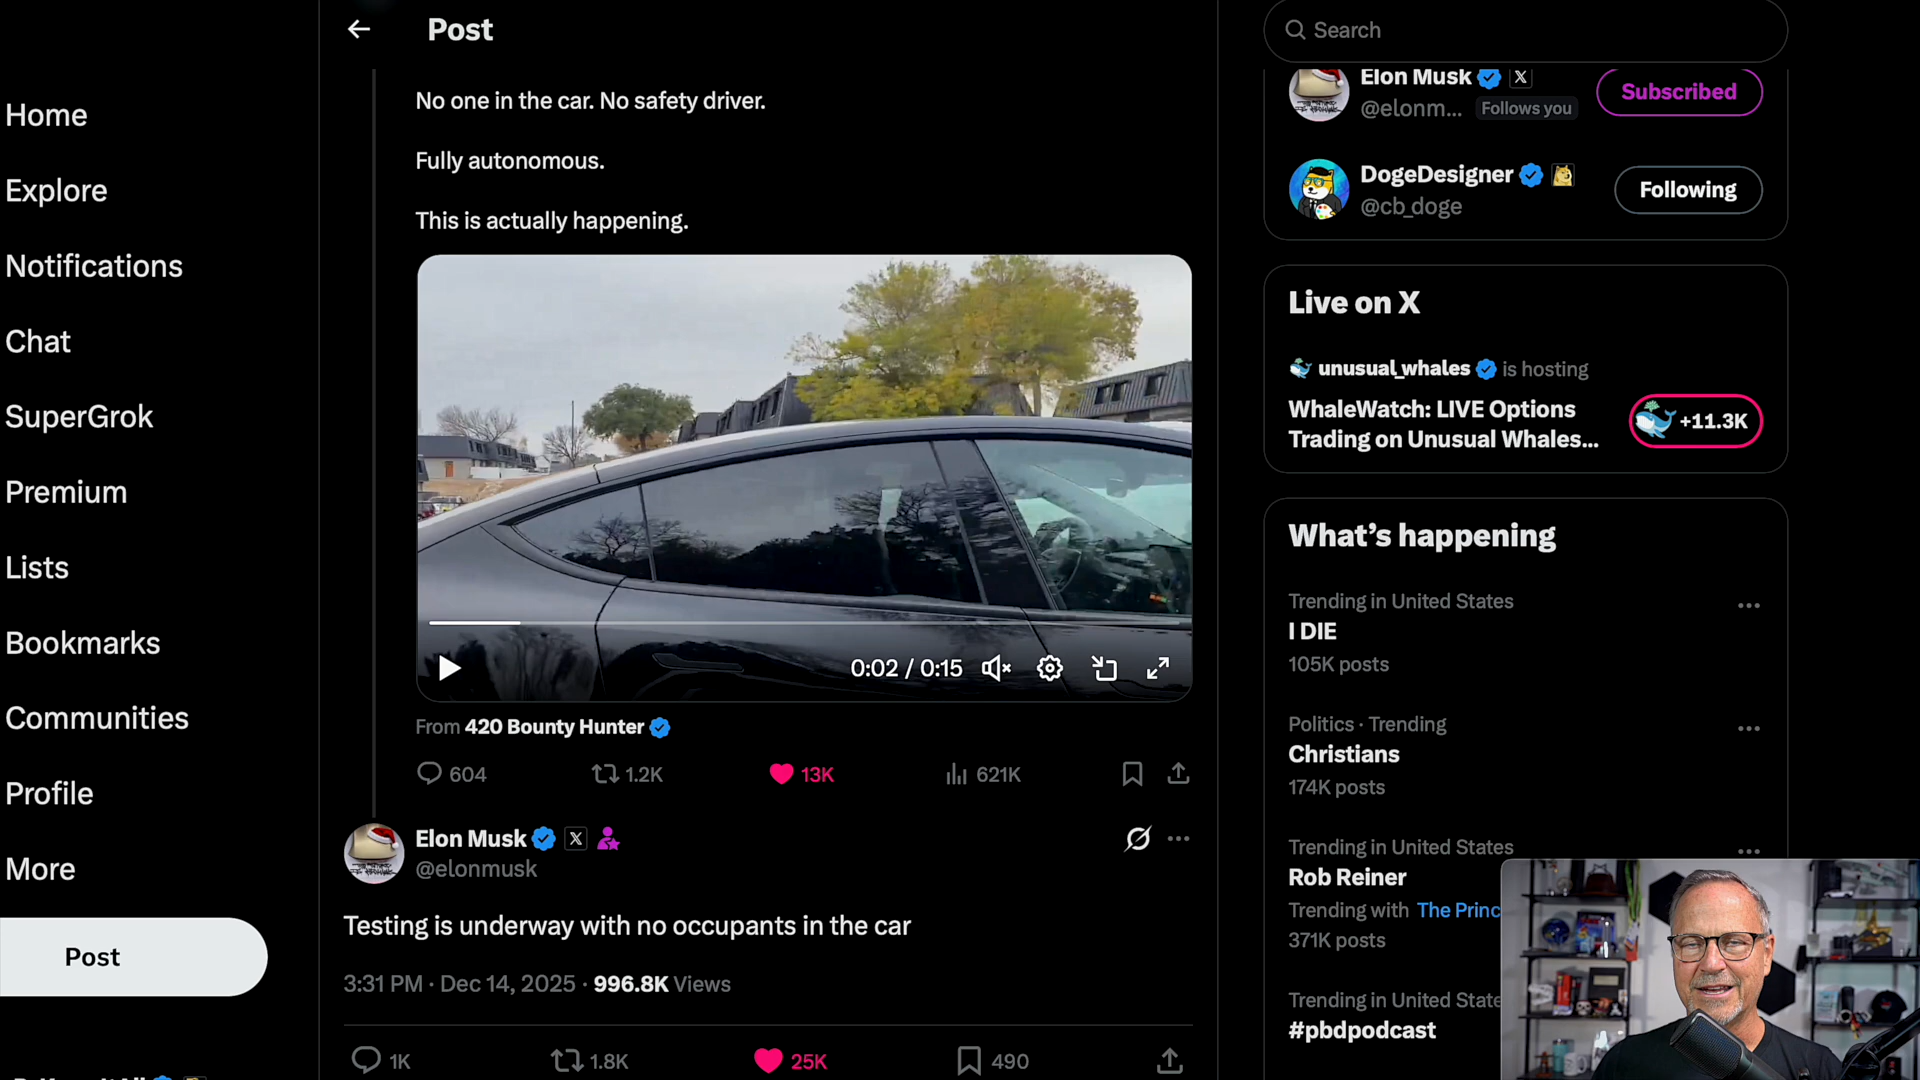 Home
Explore
Notifications
Chat
SuperGrok
Premium
Lists
Bookmarks
Communities
Profile
More
Post
Post
No one in the car. No safety driver.
Fully autonomous.
This is actually happening.
0:02 / 0:15
From 420 Bounty Hunter
604
1.2K
13K
621K
Elon Musk
@elonmusk
Testing is underway with no occupants in the car
3:31 PM · Dec 14, 2025 · 996.8K Views
1K
1.8K
25K
490
Search
Elon Musk
@elonm... Follows you
Subscribed
DogeDesigner
@cb_doge
Following
Live on X
unusual_whales is hosting
WhaleWatch: LIVE Options
Trading on Unusual Whales...
+11.3K
What's happening
Trending in United States
I DIE
105K posts
Politics · Trending
Christians
174K posts
Trending in United States
Rob Reiner
Trending with The Princ
371K posts
Trending in United State
#pbdpodcast